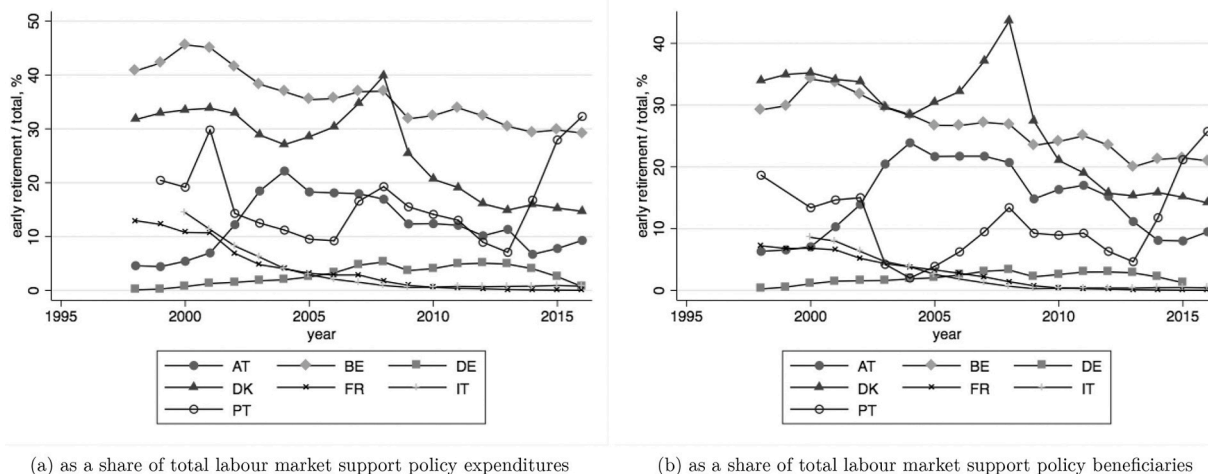 50
40
30
20
10
0
early retirement / total, %
1995 2000 2005 2010 2015
year
AT BE DE
DK FR IT
PT
(a) as a share of total labour market support policy expenditures
40
30
20
10
0
early retirement / total, %
1995 2000 2005 2010 2015
year
AT BE DE
DK FR IT
PT
(b) as a share of total labour market support policy beneficiaries